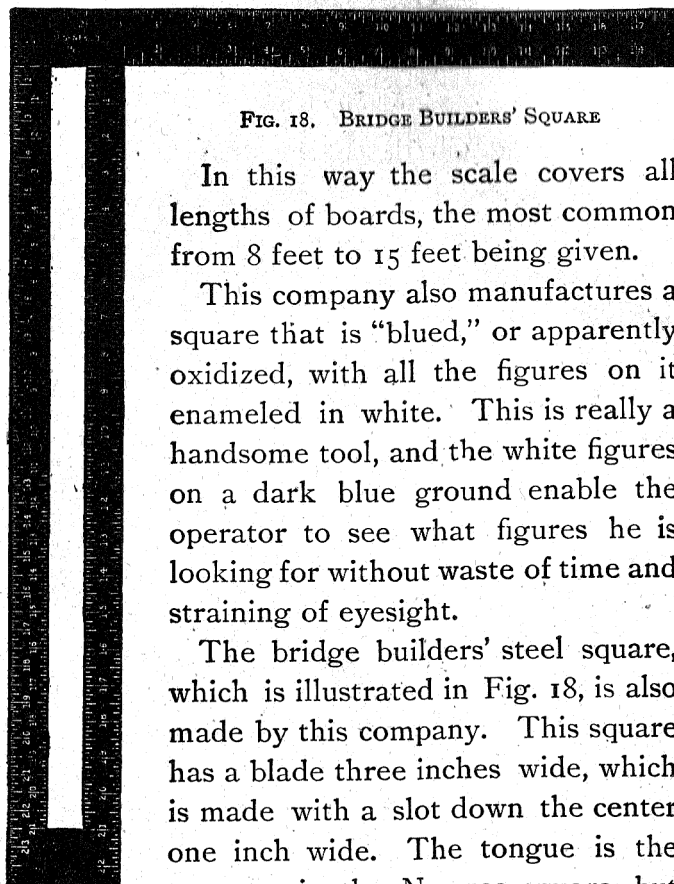 FIG. 18. BRIDGE BUILDERS' SQUARE
In this way the scale covers all
lengths of boards, the most common
from 8 feet to 15 feet being given.
This company also manufactures a
square that is "blued," or apparently
oxidized, with all the figures on it
enameled in white. This is really a
handsome tool, and the white figures
on a dark blue ground enable the
operator to see what figures he is
looking for without waste of time and
straining of eyesight.
The bridge builders' steel square,
which is illustrated in Fig. 18, is also
made by this company. This square
has a blade three inches wide, which
is made with a slot down the center
one inch wide. The tongue is the